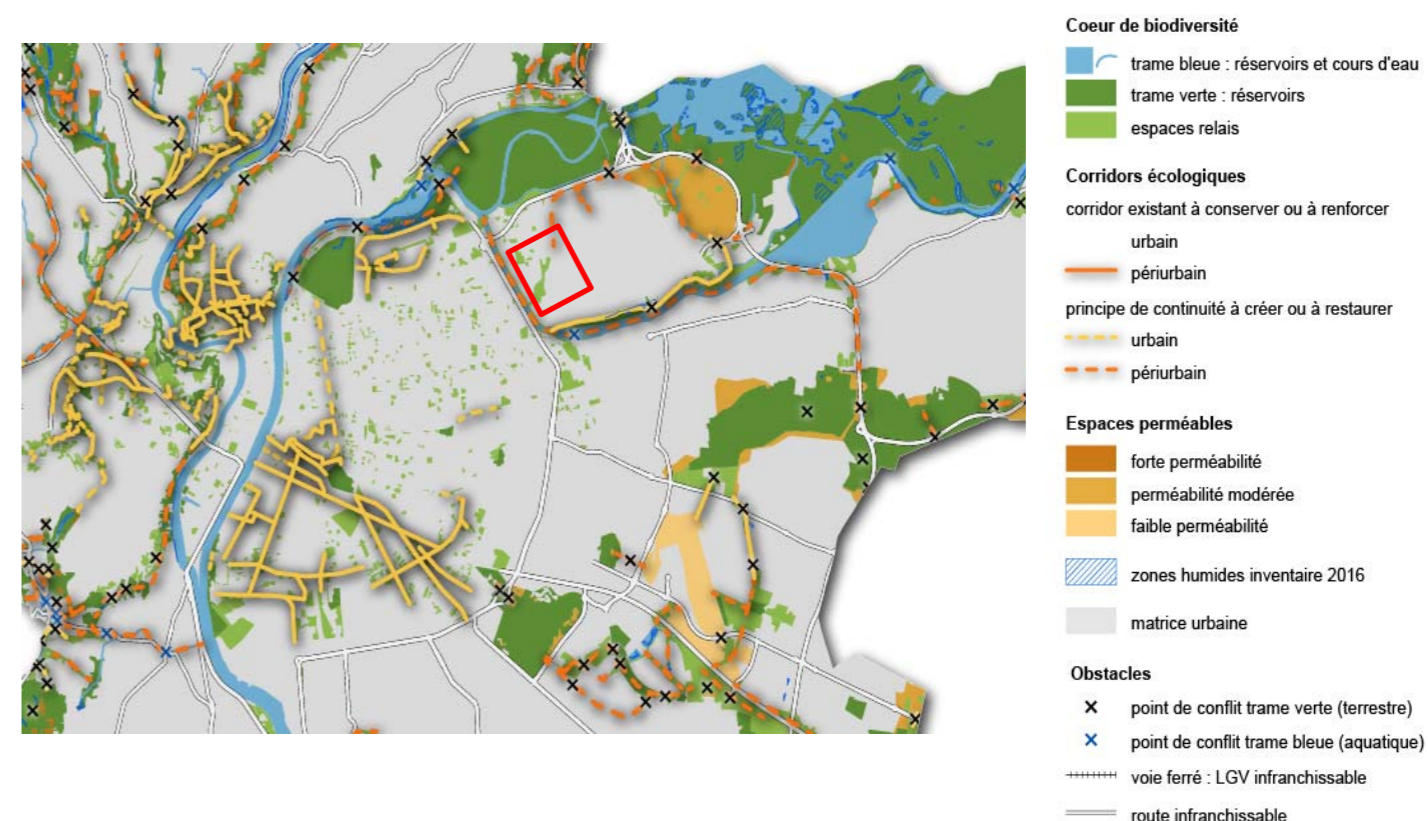 Coeur de biodiversité
trame bleue : réservoirs et cours d'eau
trame verte : réservoirs
espaces relais
Corridors écologiques
corridor existant à conserver ou à renforcer
urbain
périurbain
principe de continuité à créer ou à restaurer
urbain
périurbain
Espaces perméables
forte perméabilité
perméabilité modérée
faible perméabilité
zones humides inventaire 2016
matrice urbaine
Obstacles
point de conflit trame verte (terrestre)
point de conflit trame bleue (aquatique)
voie ferré : LGV infranchissable
route infranchissable